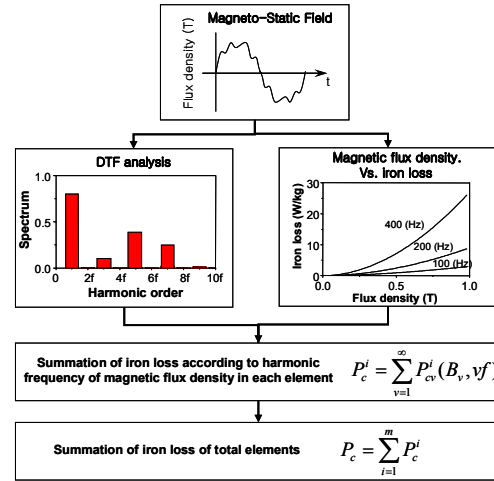 Magneto-Static Field
Flux density (T)
t
DTF analysis
Spectrum
1.0
0.5
0.0
0 2f 4f 6f 8f 10f
Harmonic order
Magnetic flux density.
Vs. iron loss
Iron loss (W/kg)
30
20
10
0
400 (Hz)
200 (Hz)
100 (Hz)
0.0 0.5 1.0
Flux density (T)
Summation of iron loss according to harmonic
frequency of magnetic flux density in each element
P_c^i = \sum_{v=1}^{\infty} P_{cv}^i (B_v, vf)
Summation of iron loss of total elements
P_c = \sum_{i=1}^{m} P_c^i